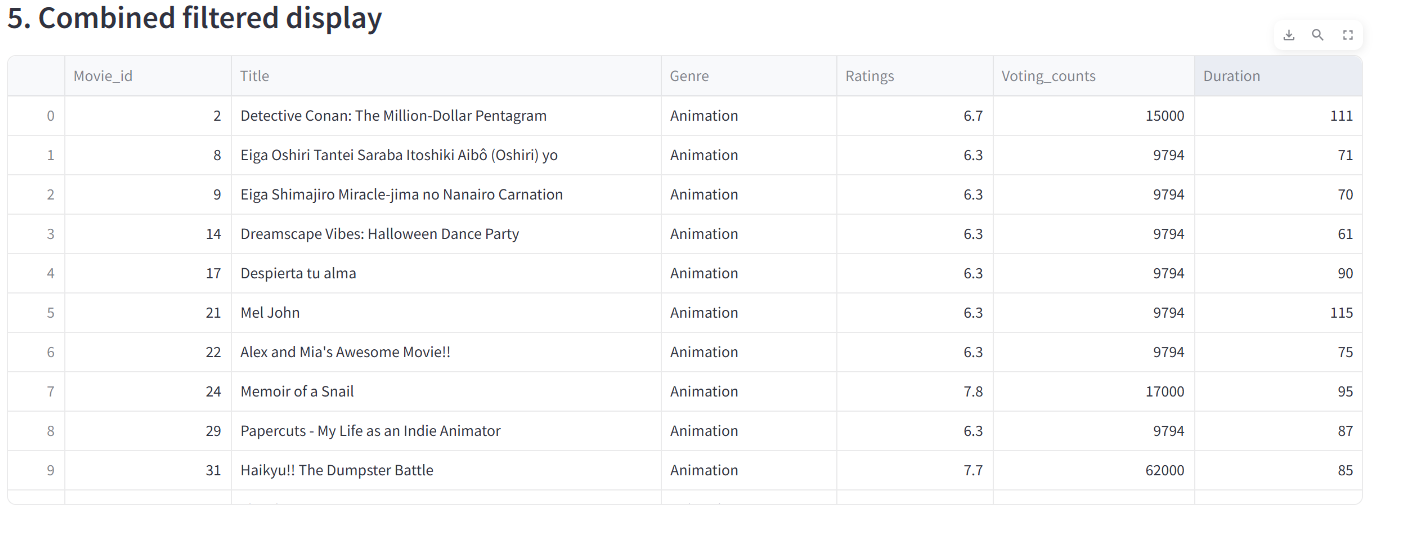 5. Combined filtered display
Movie_id Title Genre Ratings Voting_counts Duration
0 2 Detective Conan: The Million-Dollar Pentagram Animation 6.7 15000 111
1 8 Eiga Oshiri Tantei Saraba Itoshiki Aibô (Oshiri) yo Animation 6.3 9794 71
2 9 Eiga Shimajiro Miracle-jima no Nanairo Carnation Animation 6.3 9794 70
3 14 Dreamscape Vibes: Halloween Dance Party Animation 6.3 9794 61
4 17 Despierta tu alma Animation 6.3 9794 90
5 21 Mel John Animation 6.3 9794 115
6 22 Alex and Mia's Awesome Movie!! Animation 6.3 9794 75
7 24 Memoir of a Snail Animation 7.8 17000 95
8 29 Papercuts - My Life as an Indie Animator Animation 6.3 9794 87
9 31 Haikyu!! The Dumpster Battle Animation 7.7 62000 85